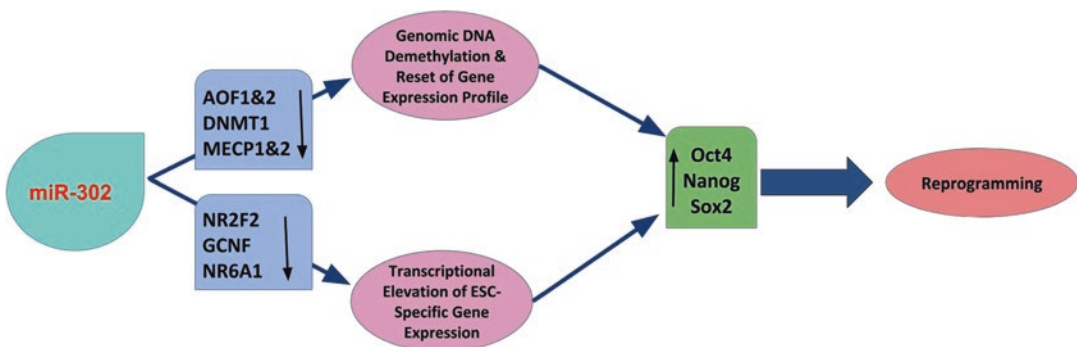 miR-302
AOF1&2
DNMT1
MECP1&2
NR2F2
GCNF
NR6A1
Genomic DNA
Demethylation &
Reset of Gene
Expression Profile
Transcriptional
Elevation of ESC-
Specific Gene
Expression
Oct4
Nanog
Sox2
Reprogramming